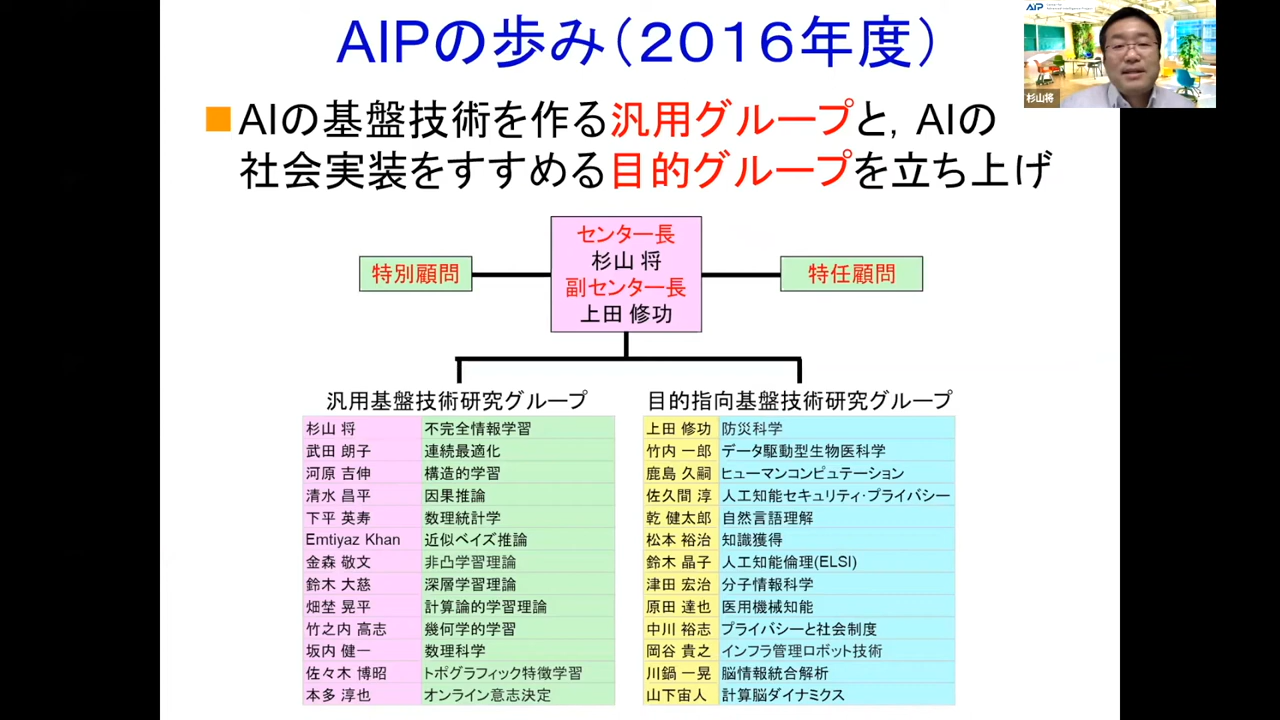 AIPの歩み（２０１６年度）
AIP
杉山将
■AIの基盤技術を作る汎用グループと，AIの
社会実装をすすめる目的グループを立ち上げ
センター長
杉山 将
副センター長
上田 修功
特別顧問
特任顧問
汎用基盤技術研究グループ
杉山 将 不完全情報学習
武田 朗子 連続最適化
河原 吉伸 構造的学習
清水 昌平 因果推論
下平 英寿 数理統計学
Emtiyaz Khan 近似ベイズ推論
金森 敬文 非凸学習理論
鈴木 大慈 深層学習理論
畑埜 晃平 計算論的学習理論
竹之内 高志 幾何学的学習
坂内 健一 数理科学
佐々木 博昭 トポグラフィック特徴学習
本多 淳也 オンライン意志決定
目的指向基盤技術研究グループ
上田 修功 防災科学
竹内 一郎 データ駆動型生物医科学
鹿島 久嗣 ヒューマンコンピュテーション
佐久間 淳 人工知能セキュリティ・プライバシー
乾 健太郎 自然言語理解
松本 裕治 知識獲得
鈴木 晶子 人工知能倫理(ELSI)
津田 宏治 分子情報科学
原田 達也 医用機械知能
中川 裕志 プライバシーと社会制度
岡谷 貴之 インフラ管理ロボット技術
川鍋 一晃 脳情報統合解析
山下宙人 計算脳ダイナミクス